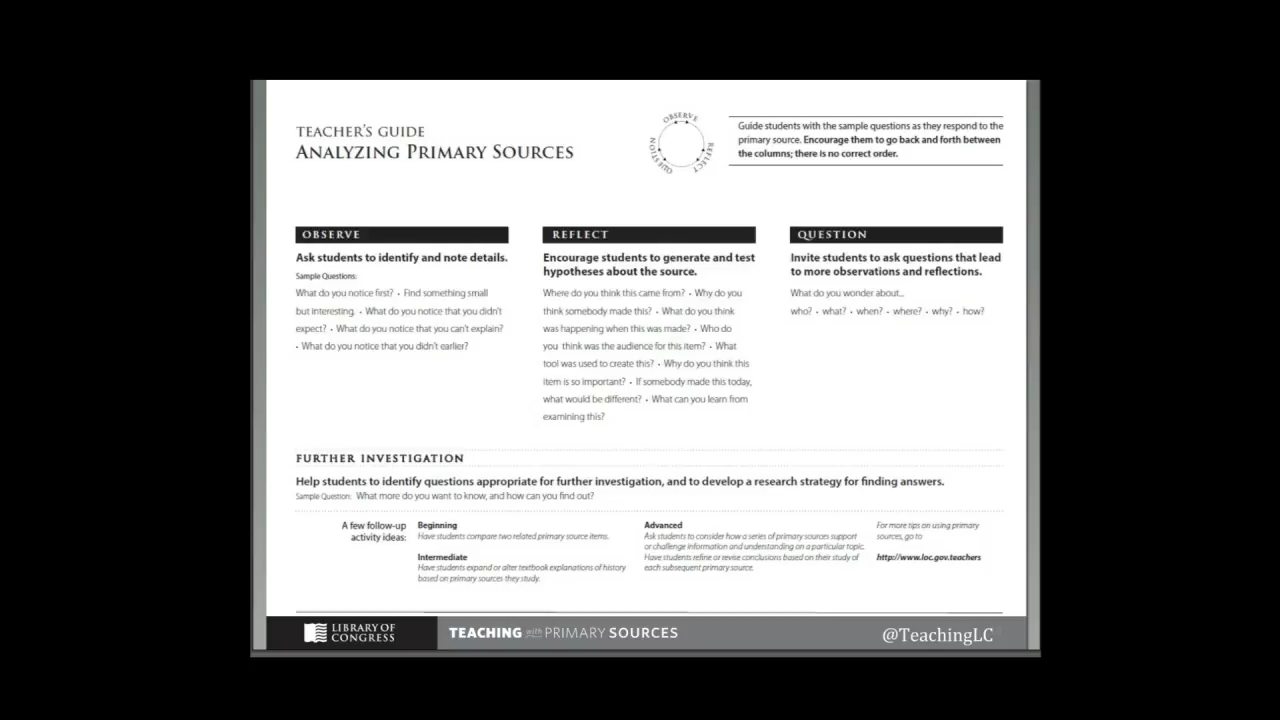 TEACHER'S GUIDE
ANALYZING PRIMARY SOURCES
OBSERVE
REFLECT
QUESTION
Guide students with the sample questions as they respond to the
primary source. Encourage them to go back and forth between
the columns; there is no correct order.
OBSERVE
Ask students to identify and note details.
Sample Questions:
What do you notice first? • Find something small
but interesting. • What do you notice that you didn't
expect? • What do you notice that you can't explain?
• What do you notice that you didn't earlier?
REFLECT
Encourage students to generate and test
hypotheses about the source.
Where do you think this came from? • Why do you
think somebody made this? • What do you think
was happening when this was made? • Who do
you think was the audience for this item? • What
tool was used to create this? • Why do you think this
item is so important? • If somebody made this today,
what would be different? • What can you learn from
examining this?
QUESTION
Invite students to ask questions that lead
to more observations and reflections.
What do you wonder about...
who? • what? • when? • where? • why? • how?
FURTHER INVESTIGATION
Help students to identify questions appropriate for further investigation, and to develop a research strategy for finding answers.
Sample Question: What more do you want to know, and how can you find out?
A few follow-up
activity ideas:
Beginning
Have students compare two related primary source items.
Intermediate
Have students expand or alter textbook explanations of history
based on primary sources they study.
Advanced
Ask students to consider how a series of primary sources support
or challenge information and understanding on a particular topic.
Have students refine or revise conclusions based on their study of
each subsequent primary source.
For more tips on using primary
sources, go to
http://www.loc.gov.teachers
LIBRARY OF
CONGRESS
TEACHING with PRIMARY SOURCES
@TeachingLC